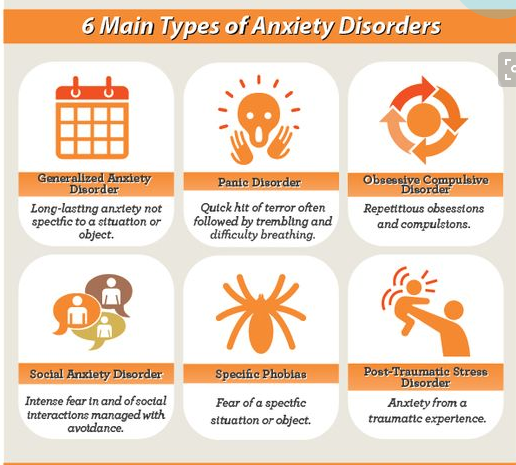 6 Main Types of Anxiety Disorders
Generalized Anxiety
Disorder
Long-lasting anxiety not
specific to a situation or
object.
Panic Disorder
Quick hit of terror often
followed by trembling and
difficulty breathing.
Obsessive Compulsive
Disorder
Repetitious obsessions
and compulsions.
Social Anxiety Disorder
Intense fear in and of social
interactions managed with
avoidance.
Specific Phobias
Fear of a specific
situation or object.
Post-Traumatic Stress
Disorder
Anxiety from a
traumatic experience.